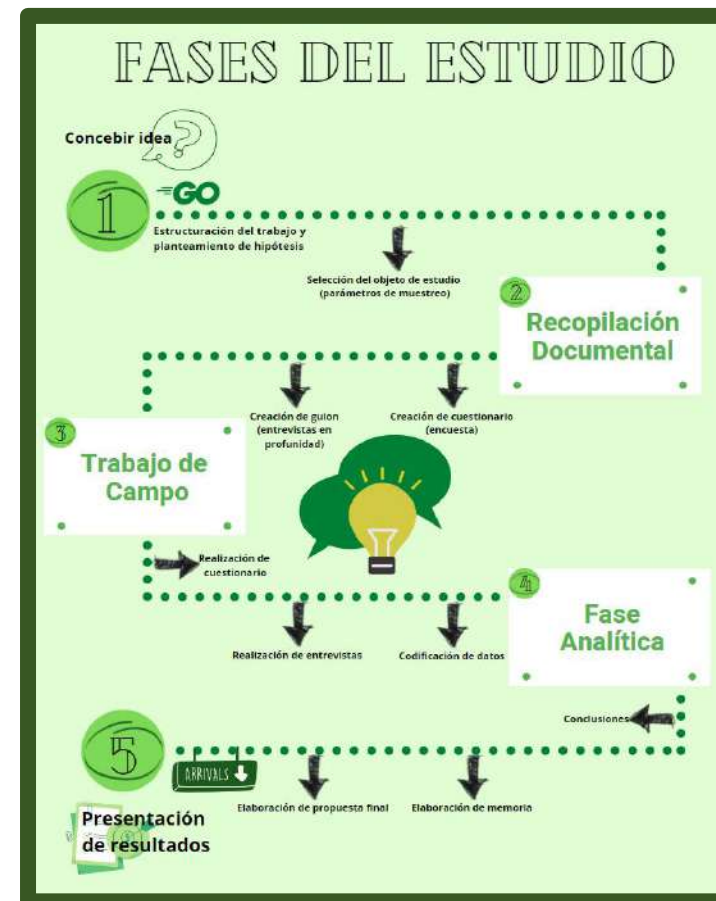 FASES DEL ESTUDIO
Concebir idea
1
GO
Estructuración del trabajo y
planteamiento de hipótesis
Selección del objeto de estudio
(parámetros de muestreo)
2
Recopilación
Documental
Creación de guion
(entrevistas en
profunidad)
Creación de cuestionario
(encuesta)
3
Trabajo de
Campo
Realización de
cuestionario
4
Fase
Analítica
Realización de entrevistas
Codificación de datos
Conclusiones
5
ARRIVALS
Elaboración de propuesta final
Elaboración de memoria
Presentación
de resultados